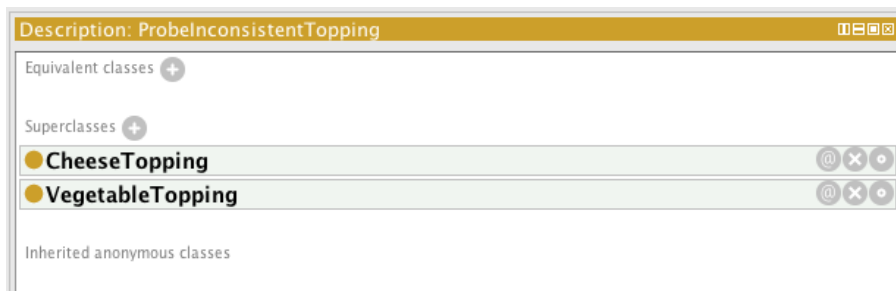 Description: ProbeInconsistentTopping
Equivalent classes
Superclasses
CheeseTopping
VegetableTopping
Inherited anonymous classes